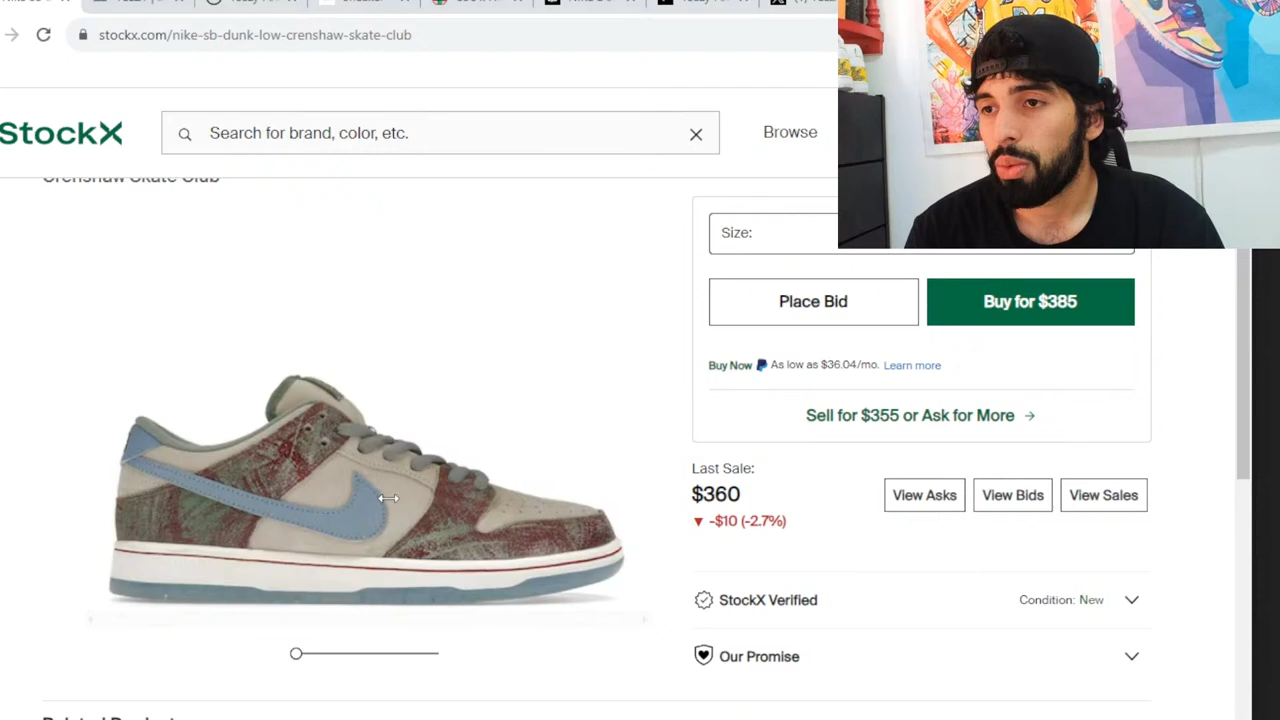 stockx.com/nike-sb-dunk-low-crenshaw-skate-club
StockX
Search for brand, color, etc.
Browse
Crenshaw Skate Club
Size:
Place Bid
Buy for $385
Buy Now
As low as $36.04/mo. Learn more
Sell for $355 or Ask for More
Last Sale:
$360
-$10 (-2.7%)
View Asks
View Bids
View Sales
StockX Verified
Condition: New
Our Promise